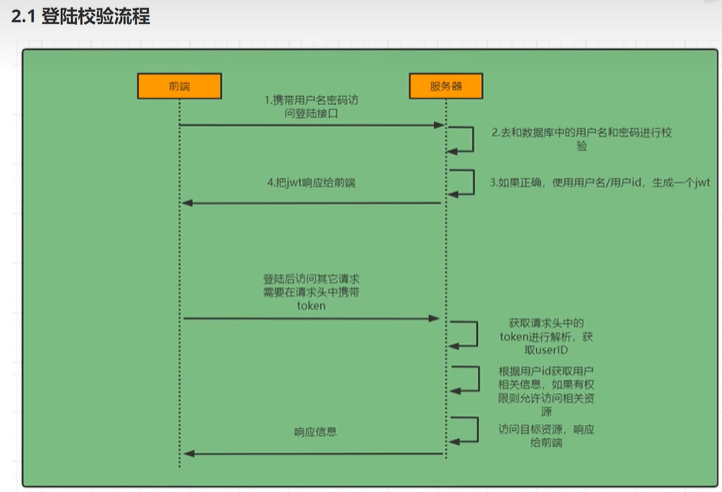 2.1 登陆校验流程
前端
服务器
1.携带用户名密码访
问登陆接口
2.去和数据库中的用户名和密码进行校
验
4.把jwt响应给前端
3.如果正确，使用用户名/用户id，生成一个jwt
登陆后访问其它请求
需要在请求头中携带
token
获取请求头中的
token进行解析，获
取userID
根据用户id获取用户
相关信息，如果有权
限则允许访问相关资
源
响应信息
访问目标资源，响应
给前端